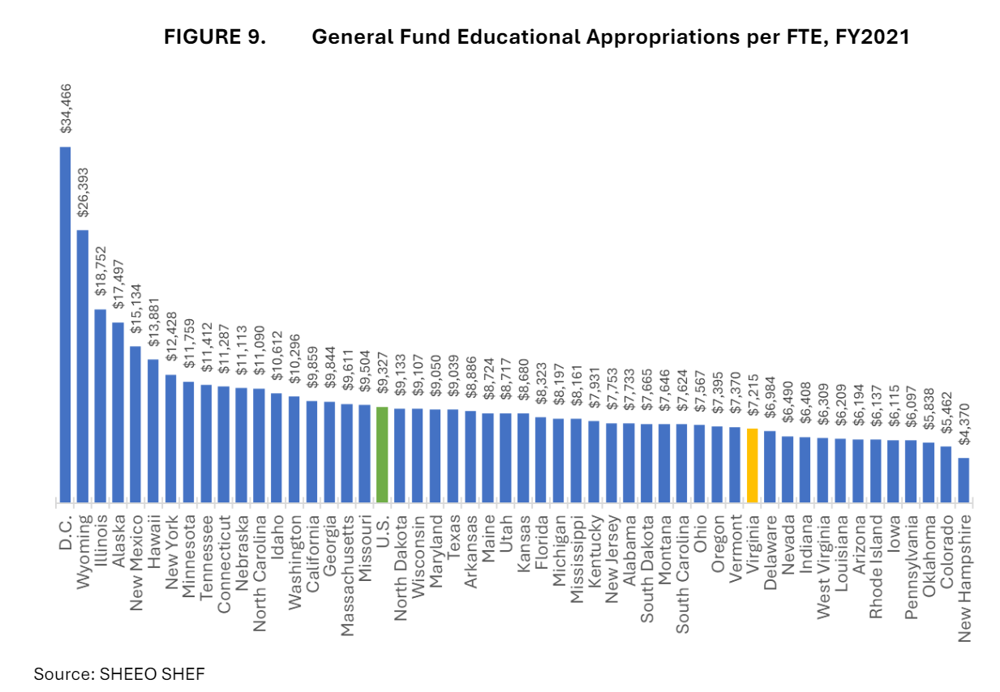 FIGURE 9. General Fund Educational Appropriations per FTE, FY2021
$34,466
$26,393
$18,752
$17,497
$15,134
$13,881
$12,428
$11,759
$11,412
$11,287
$11,113
$11,090
$10,612
$10,296
$9,859
$9,844
$9,611
$9,504
$9,327
$9,133
$9,107
$9,050
$9,039
$8,886
$8,724
$8,717
$8,680
$8,323
$8,197
$8,161
$7,931
$7,753
$7,733
$7,665
$7,646
$7,624
$7,567
$7,395
$7,370
$7,215
$6,984
$6,490
$6,408
$6,309
$6,209
$6,194
$6,137
$6,115
$6,097
$5,838
$5,462
$4,370
D.C.
Wyoming
Illinois
Alaska
New Mexico
Hawaii
New York
Minnesota
Tennessee
Connecticut
Nebraska
North Carolina
Idaho
Washington
California
Georgia
Massachusetts
Missouri
U.S.
North Dakota
Wisconsin
Maryland
Texas
Arkansas
Maine
Utah
Kansas
Florida
Michigan
Mississippi
Kentucky
New Jersey
Alabama
South Dakota
Montana
South Carolina
Ohio
Oregon
Vermont
Virginia
Delaware
Nevada
Indiana
West Virginia
Louisiana
Arizona
Rhode Island
Iowa
Pennsylvania
Oklahoma
Colorado
New Hampshire
Source: SHEEO SHEF